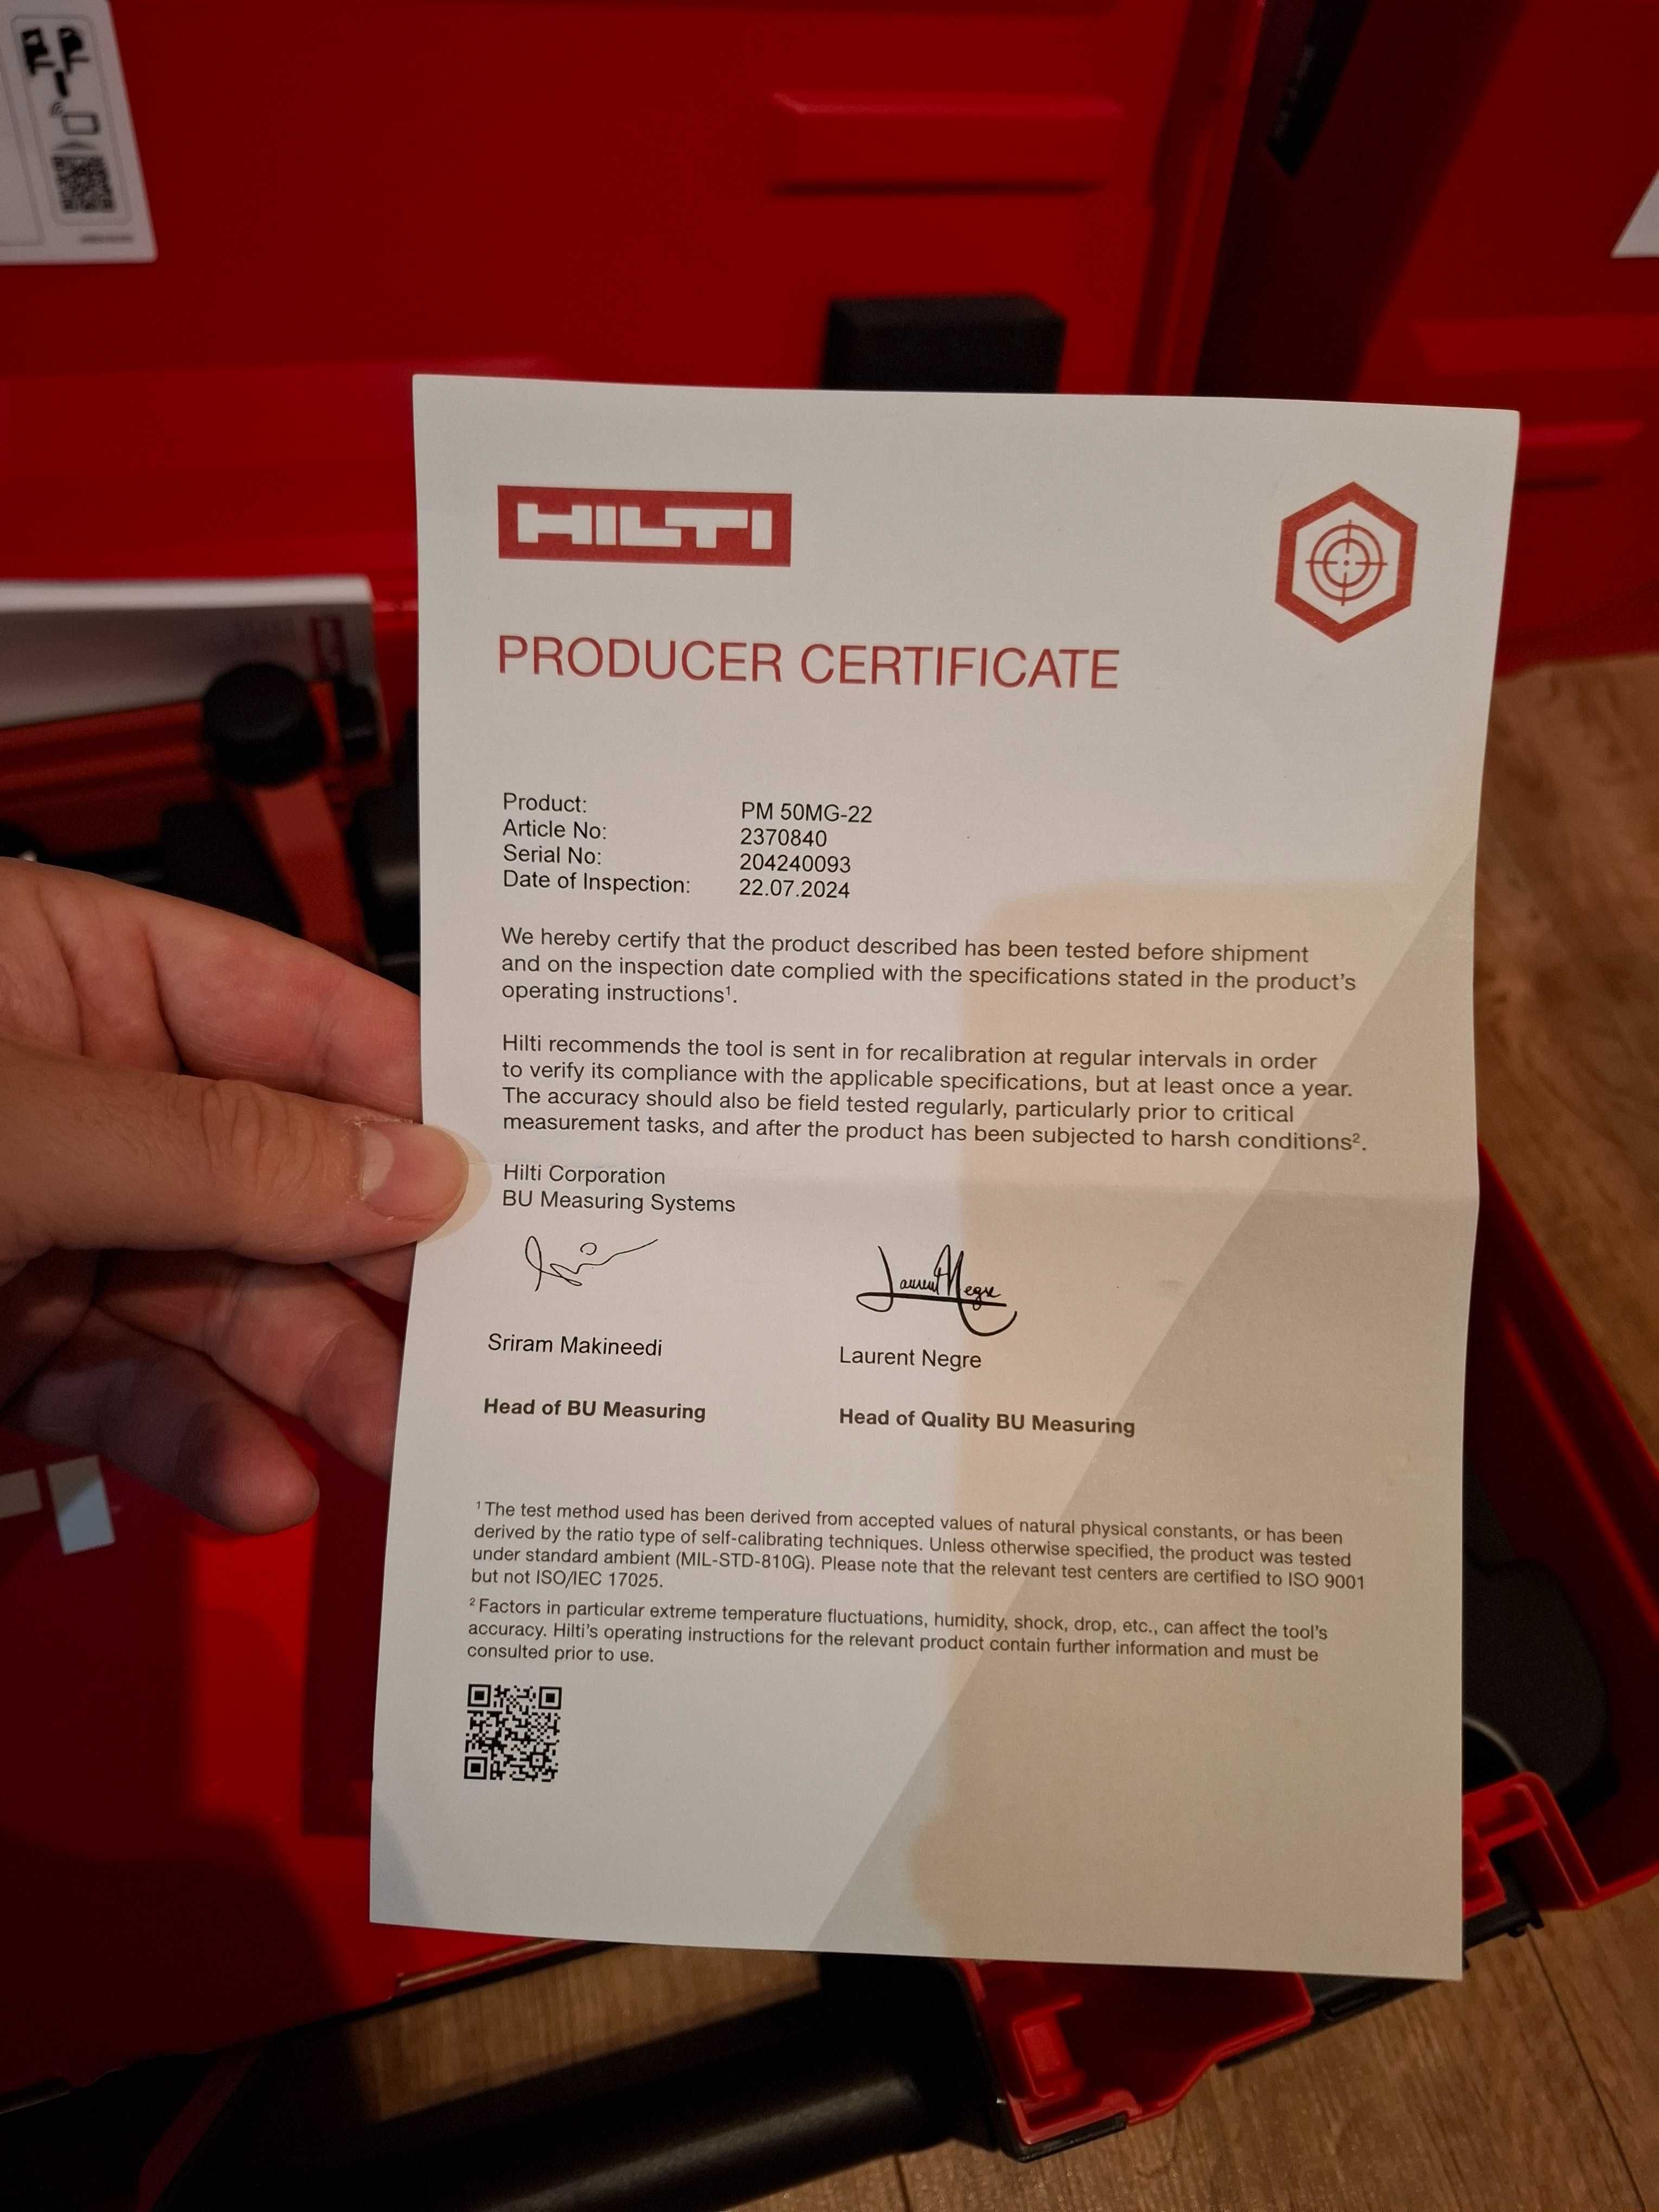 HILTI
PRODUCER CERTIFICATE
Product: PM 50MG-22
Article No: 2370840
Serial No: 204240093
Date of Inspection: 22.07.2024
We hereby certify that the product described has been tested before shipment
and on the inspection date complied with the specifications stated in the product's
operating instructions¹.
Hilti recommends the tool is sent in for recalibration at regular intervals in order
to verify its compliance with the applicable specifications, but at least once a year.
The accuracy should also be field tested regularly, particularly prior to critical
measurement tasks, and after the product has been subjected to harsh conditions².
Hilti Corporation
BU Measuring Systems
Laurent Negre
Sriram Makineedi
Laurent Negre
Head of BU Measuring
Head of Quality BU Measuring
¹ The test method used has been derived from accepted values of natural physical constants, or has been
derived by the ratio type of self-calibrating techniques. Unless otherwise specified, the product was tested
under standard ambient (MIL-STD-810G). Please note that the relevant test centers are certified to ISO 9001
but not ISO/IEC 17025.
² Factors in particular extreme temperature fluctuations, humidity, shock, drop, etc., can affect the tool's
accuracy. Hilti's operating instructions for the relevant product contain further information and must be
consulted prior to use.